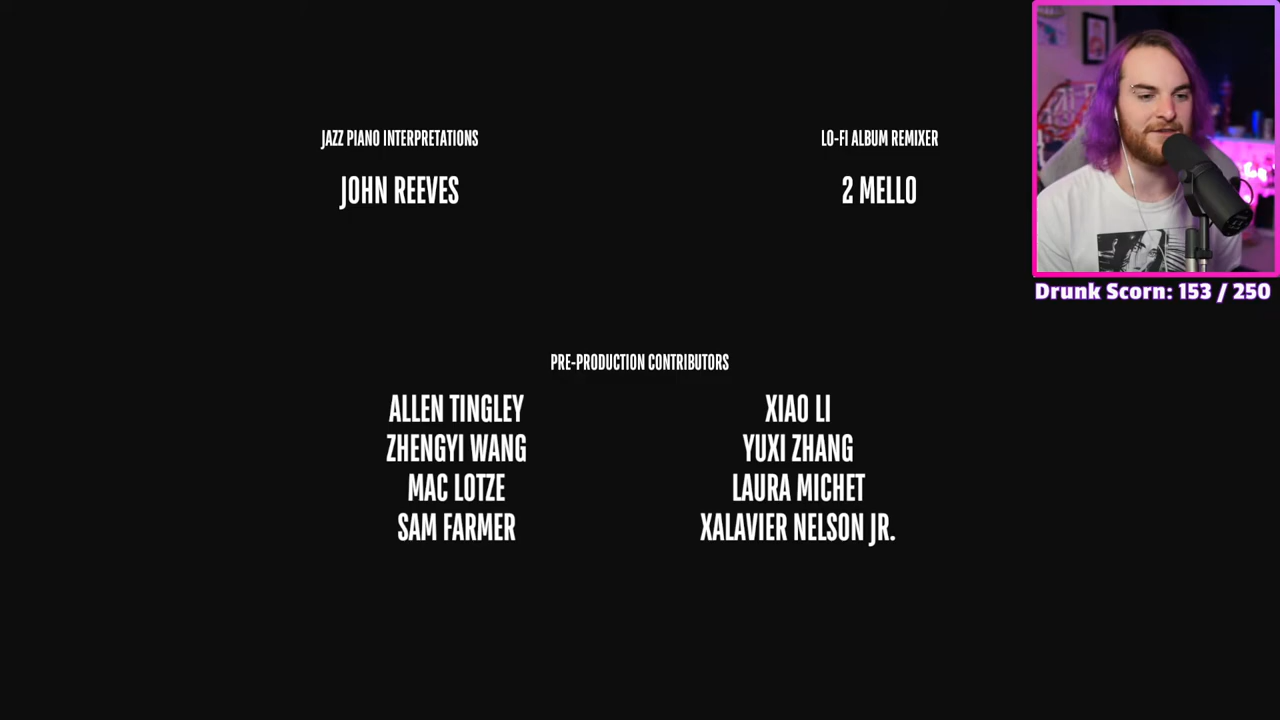 JAZZ PIANO INTERPRETATIONS
JOHN REEVES
LO-FI ALBUM REMIXER
2 MELLO
Drunk Scorn: 153 / 250
PRE-PRODUCTION CONTRIBUTORS
ALLEN TINGLEY
ZHENGYI WANG
MAC LOTZE
SAM FARMER
XIAO LI
YUXI ZHANG
LAURA MICHET
XALAVIER NELSON JR.